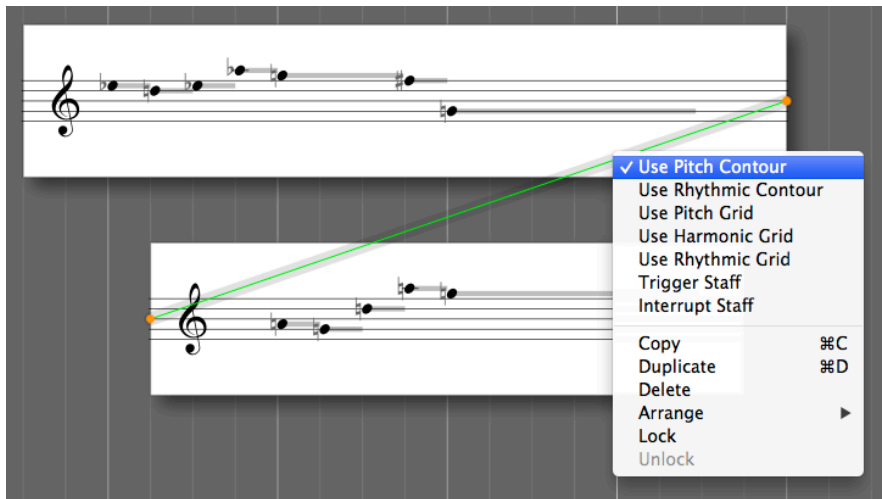 ✓ Use Pitch Contour
Use Rhythmic Contour
Use Pitch Grid
Use Harmonic Grid
Use Rhythmic Grid
Trigger Staff
Interrupt Staff
Copy ⌘C
Duplicate ⌘D
Delete
Arrange ▶
Lock
Unlock